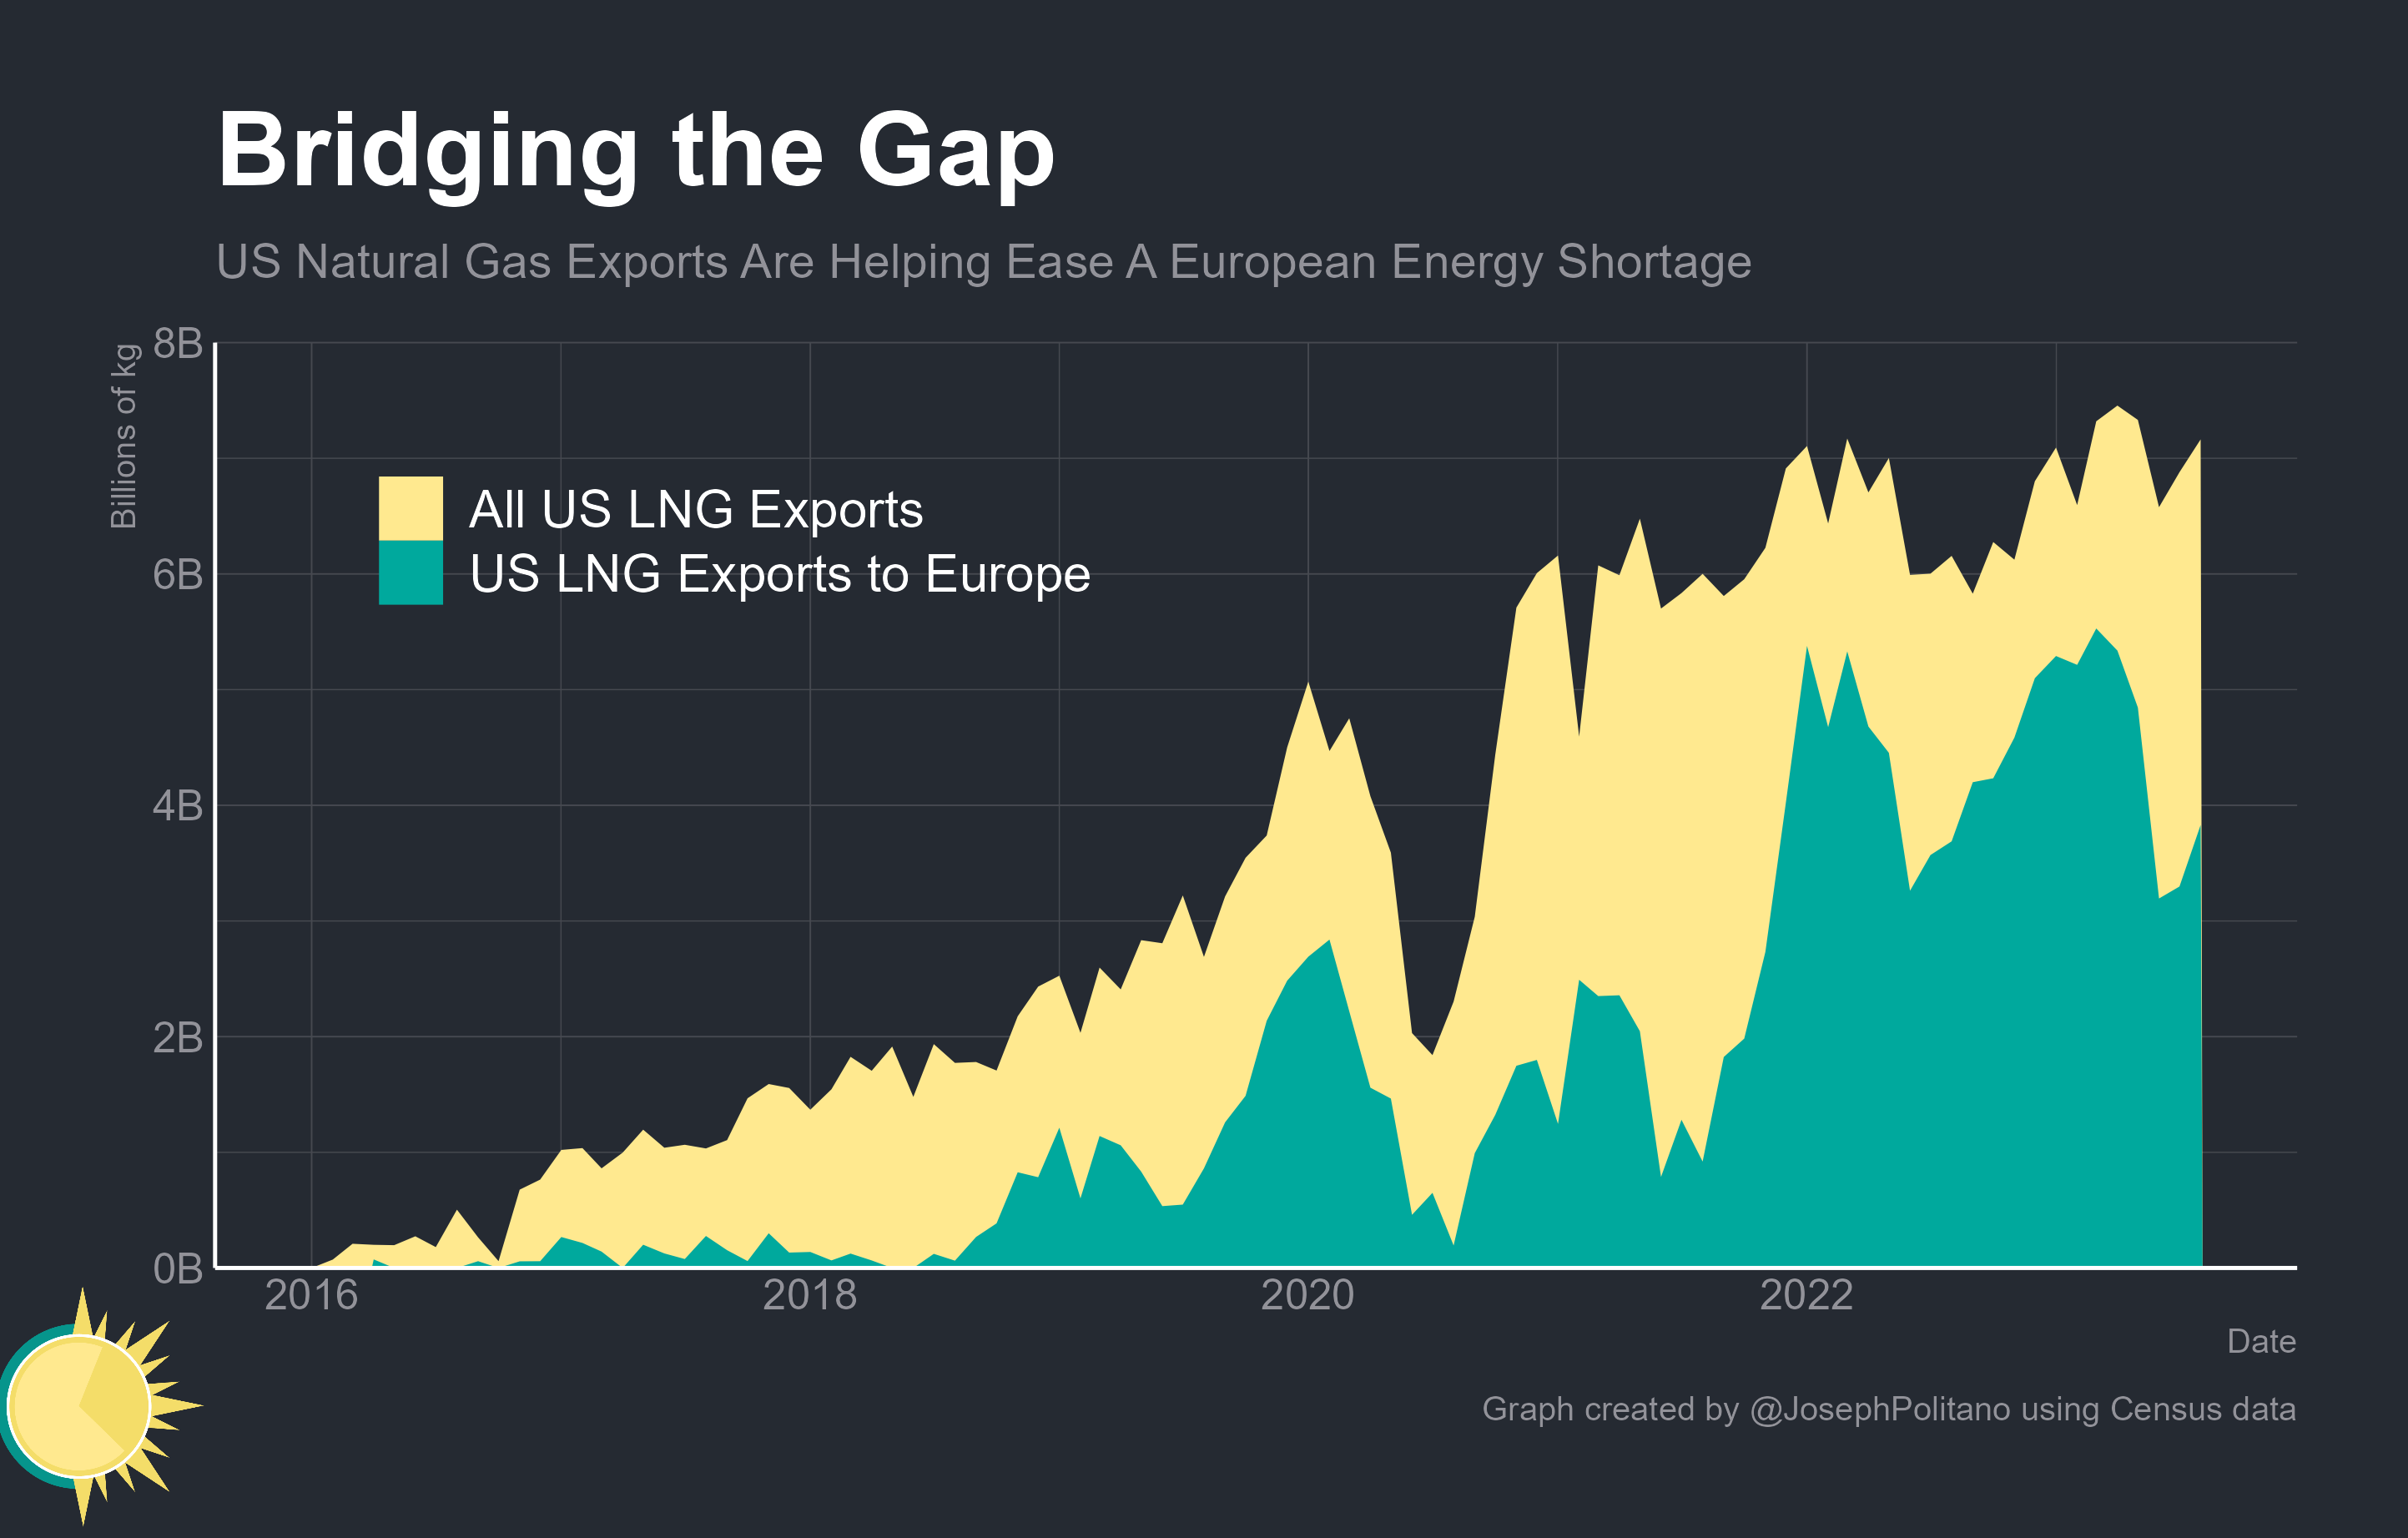 Bridging the Gap
US Natural Gas Exports Are Helping Ease A European Energy Shortage
Billions of kg
8B
6B
4B
2B
0B
All US LNG Exports
US LNG Exports to Europe
2016
2018
2020
2022
Date
Graph created by @JosephPolitano using Census data